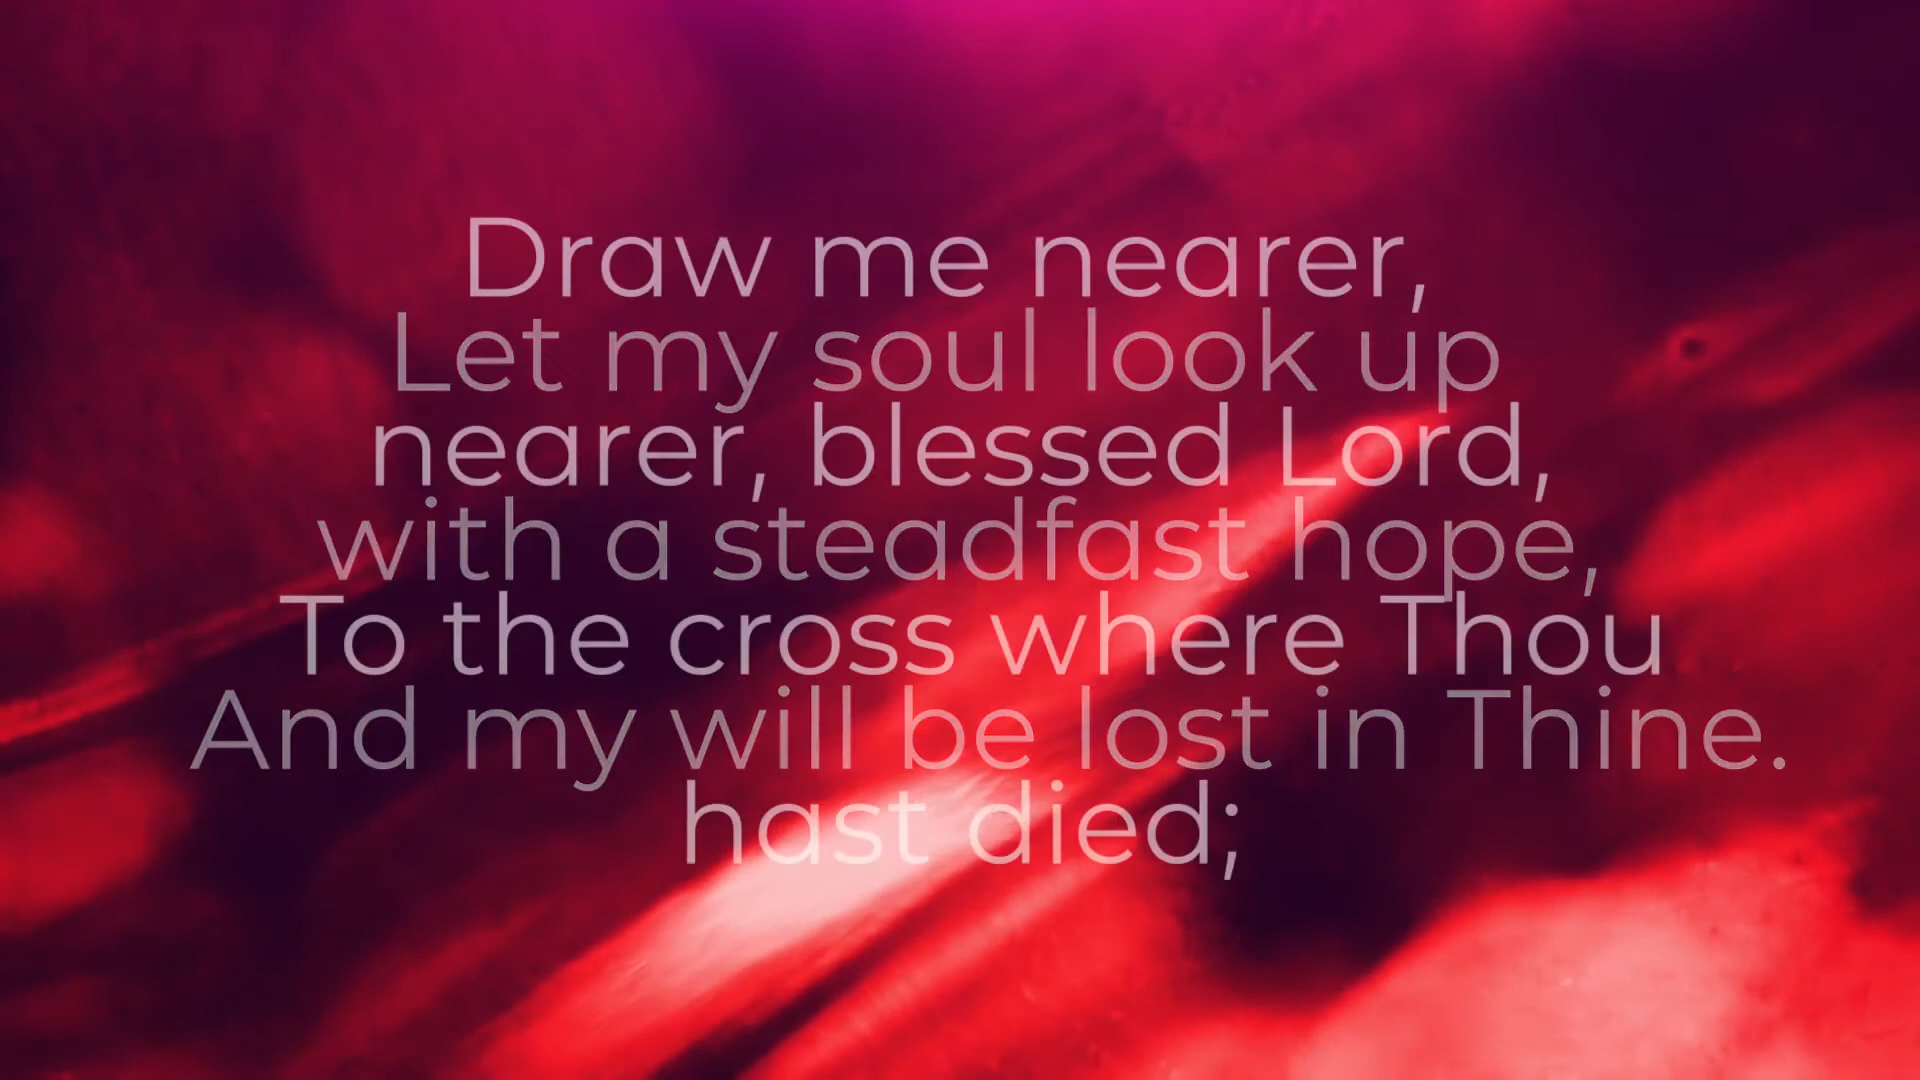 Draw me nearer,
Let my soul look up
nearer, blessed Lord,
with a steadfast hope,
To the cross where Thou
And my will be lost in Thine.
hast died;